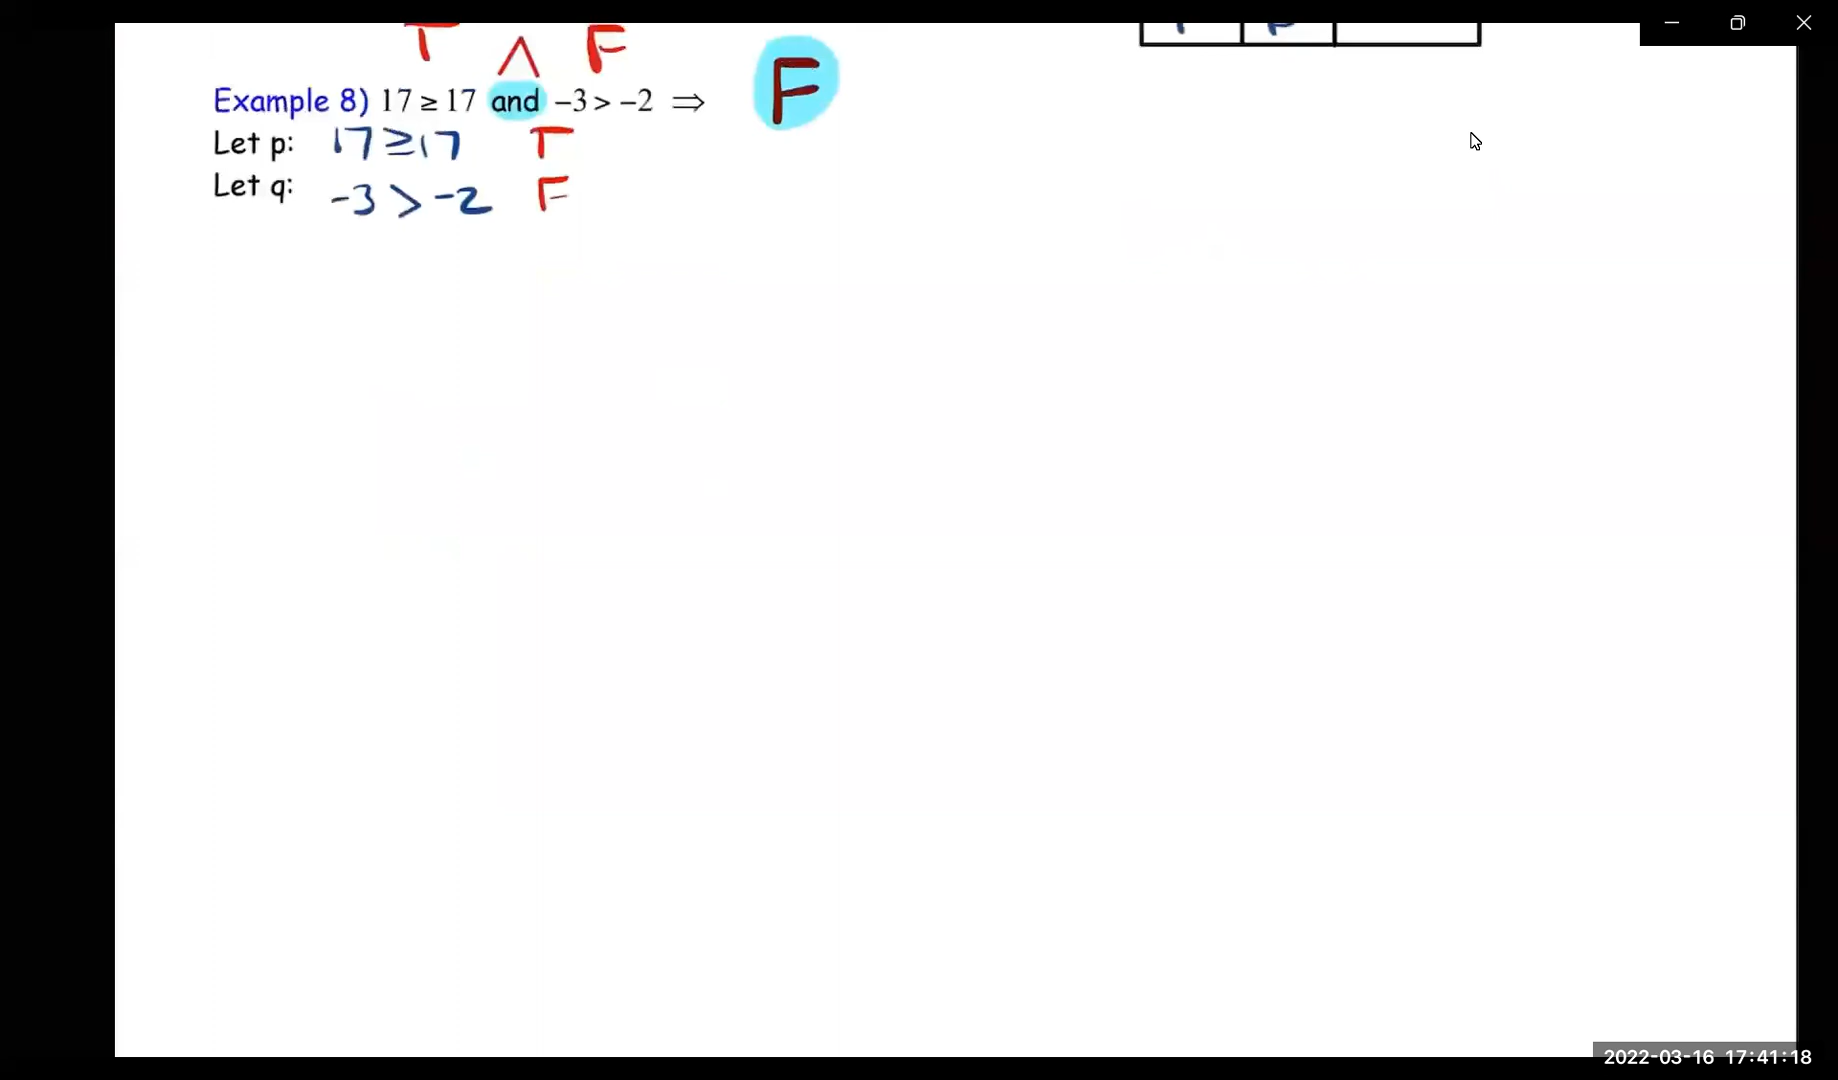 T ∧ F
Example 8) 17 ≥ 17 and −3 > −2 ⇒ F
Let p: 17 ≥ 17 T
Let q: -3 > -2 F
2022-03-16 17:41:18